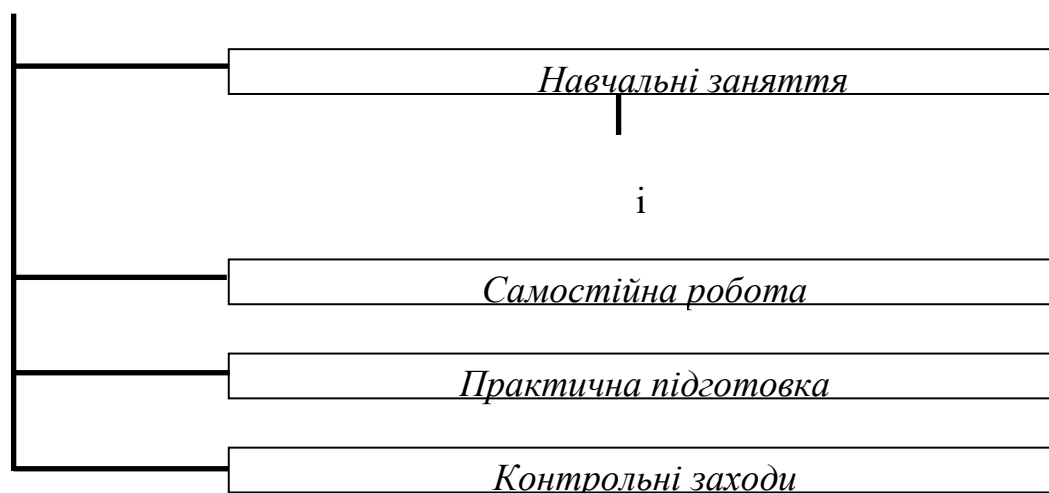 Навчальні заняття
і
Самостійна робота
Практична підготовка
Контрольні заходи